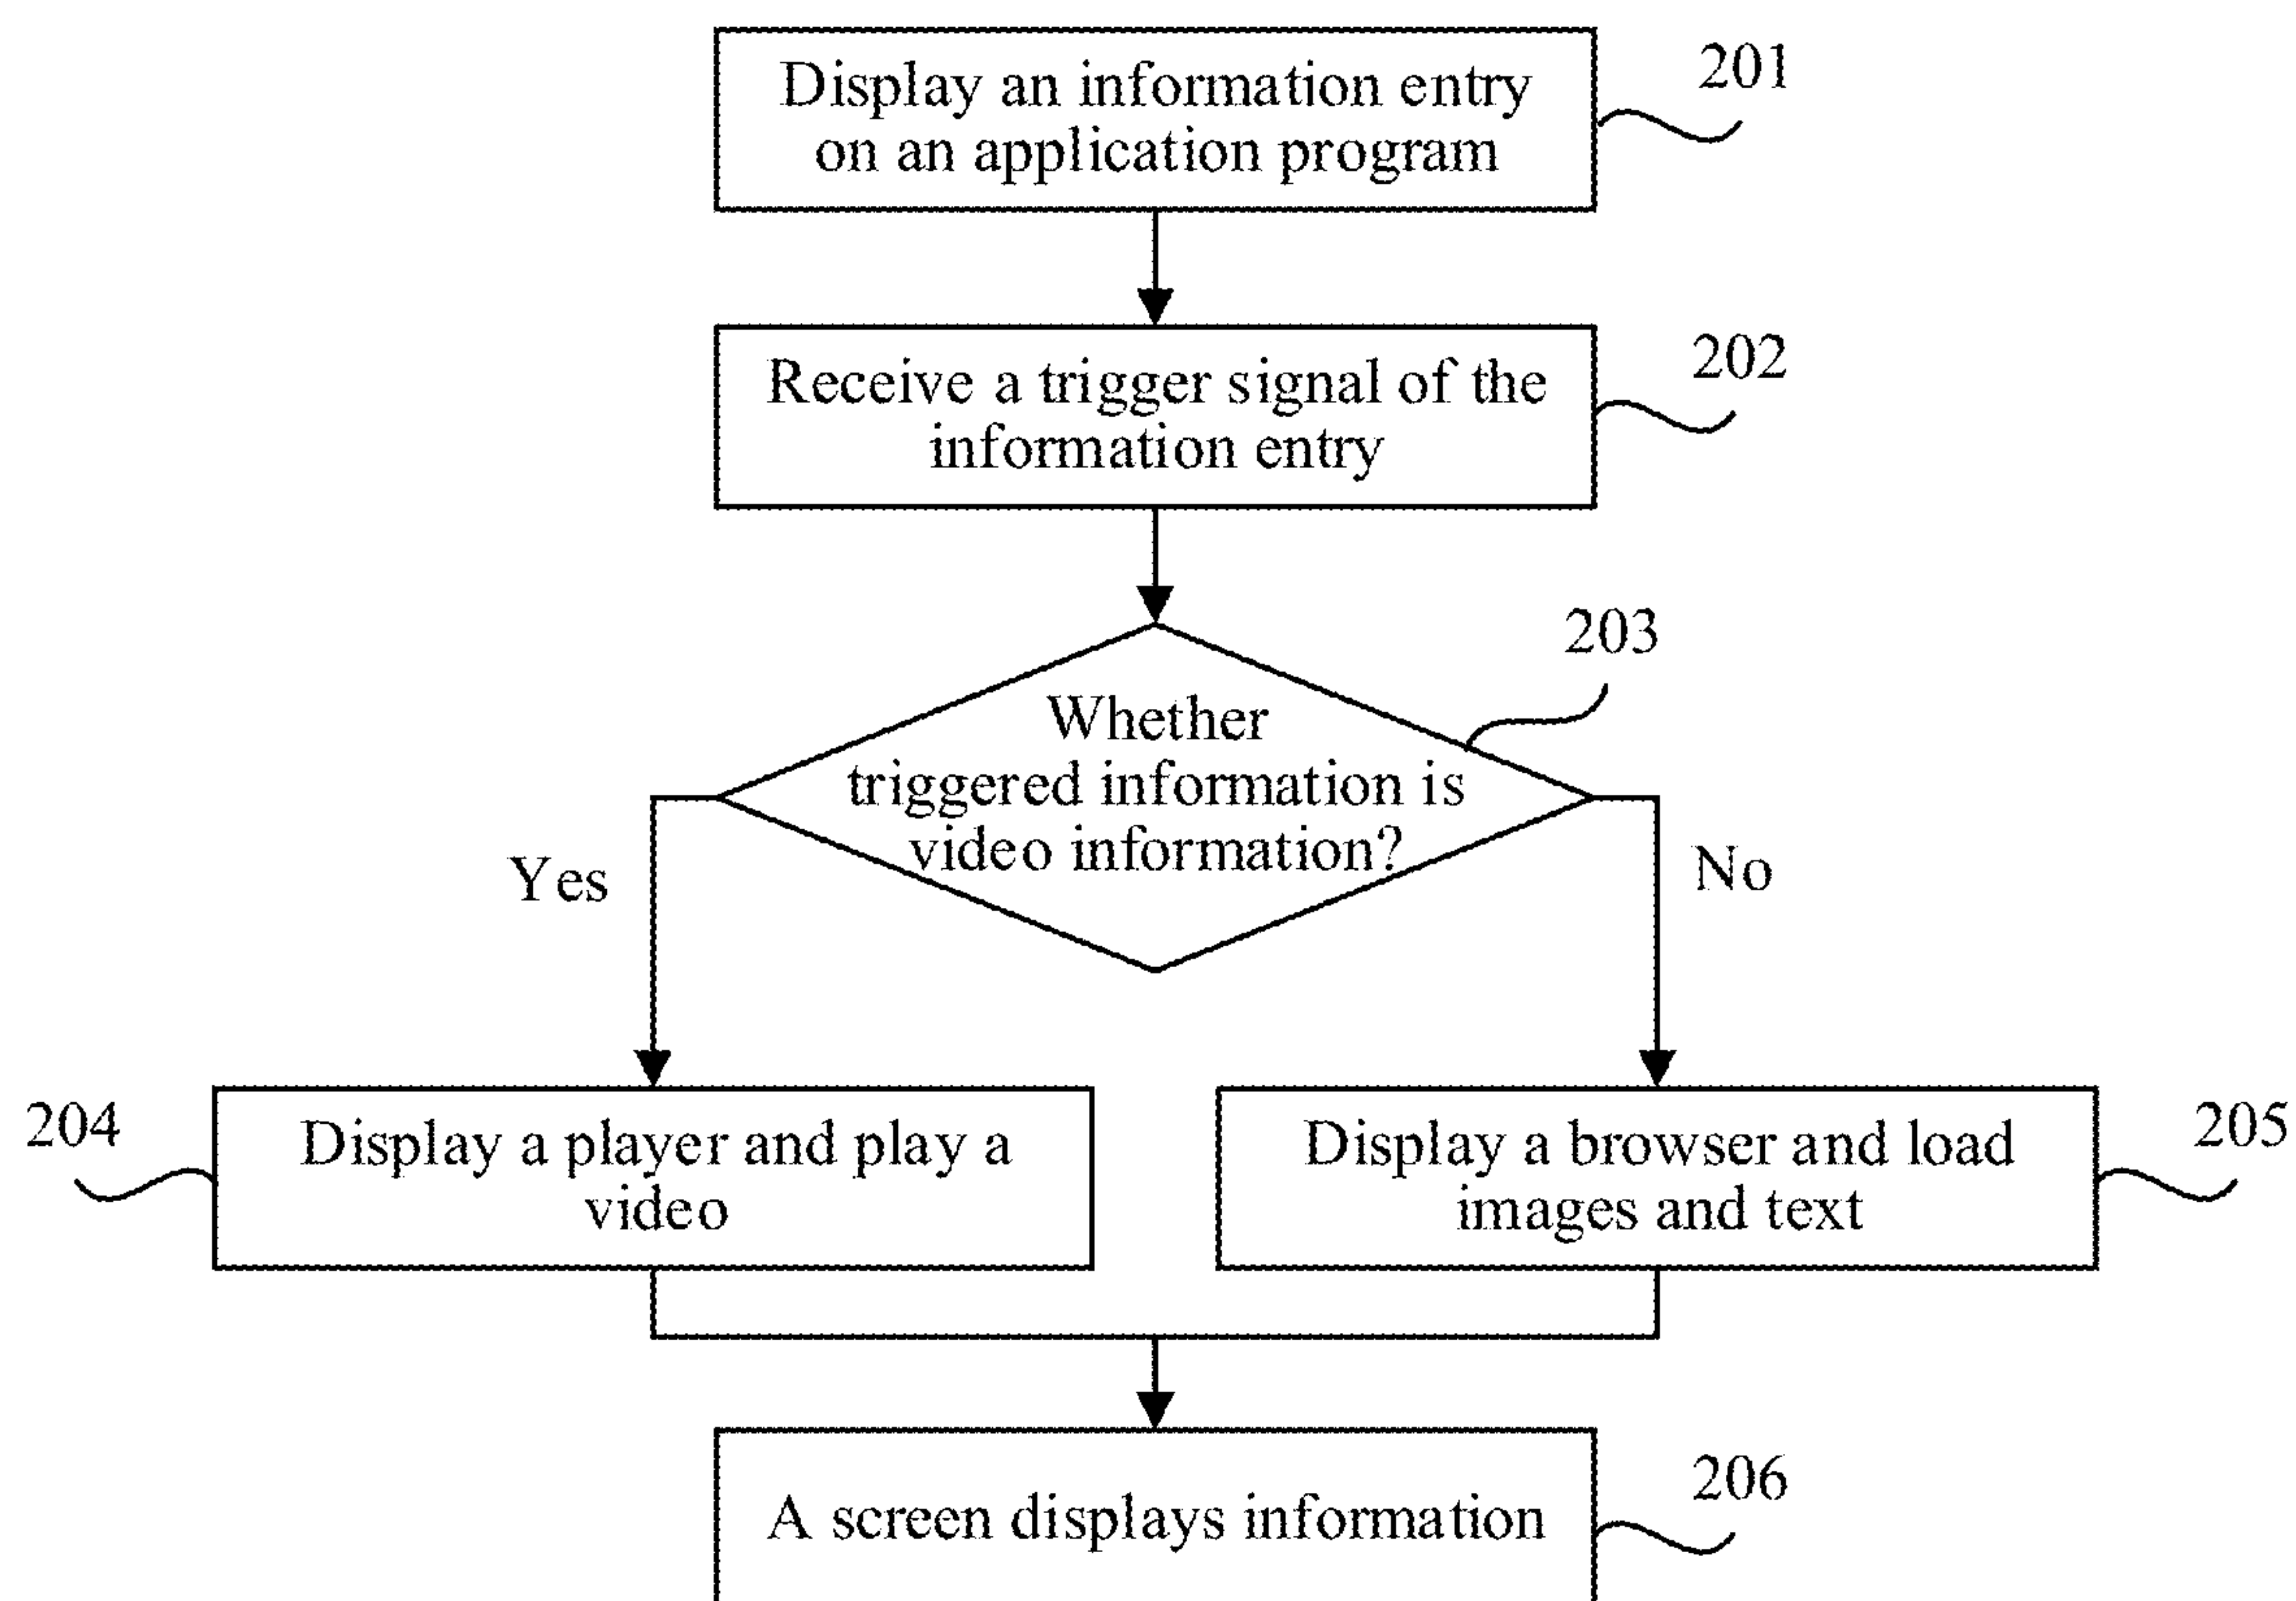 Display an information entry
on an application program
201
Receive a trigger signal of the
information entry
202
203
Whether
triggered information is
video information?
Yes
No
204
Display a player and play a
video
Display a browser and load
images and text
205
A screen displays information
206